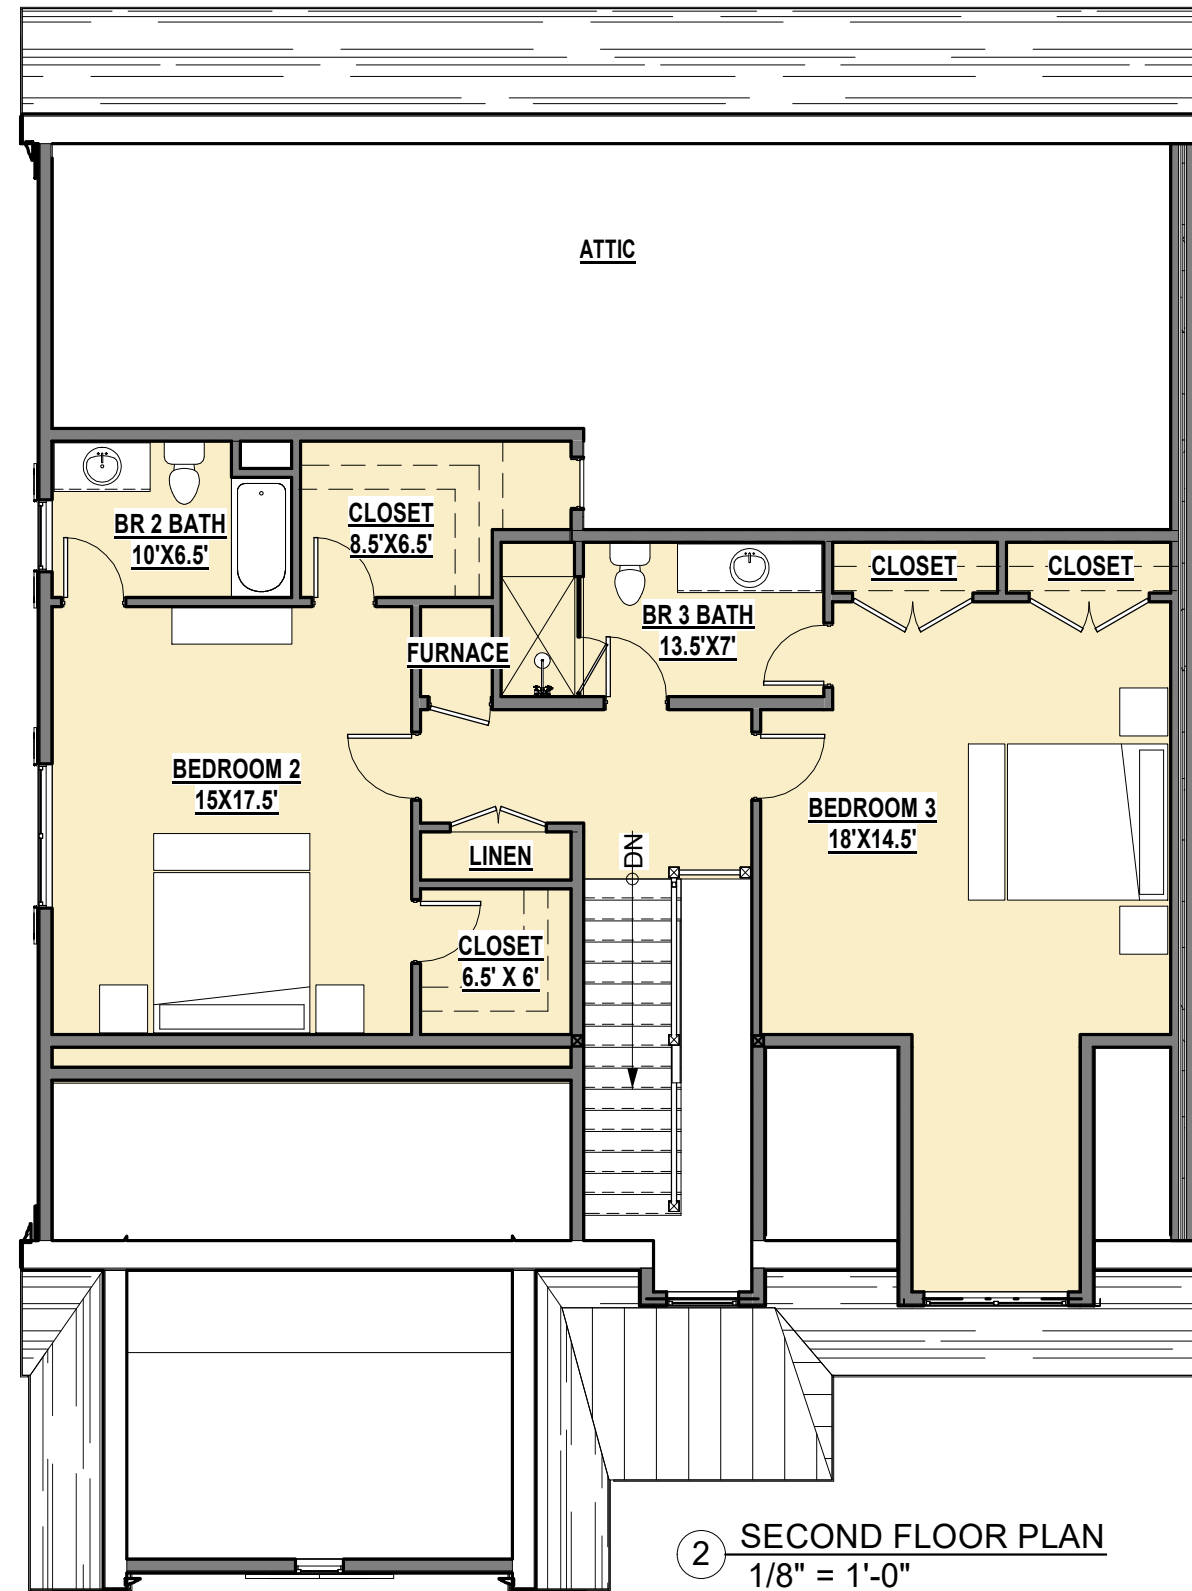 ATTIC
BR 2 BATH
10'X6.5'
CLOSET
8.5'X6.5'
CLOSET
CLOSET
BR 3 BATH
13.5'X7'
FURNACE
BEDROOM 2
15X17.5'
BEDROOM 3
18'X14.5'
LINEN
DN
CLOSET
6.5' X 6'
2
SECOND FLOOR PLAN
1/8" = 1'-0"